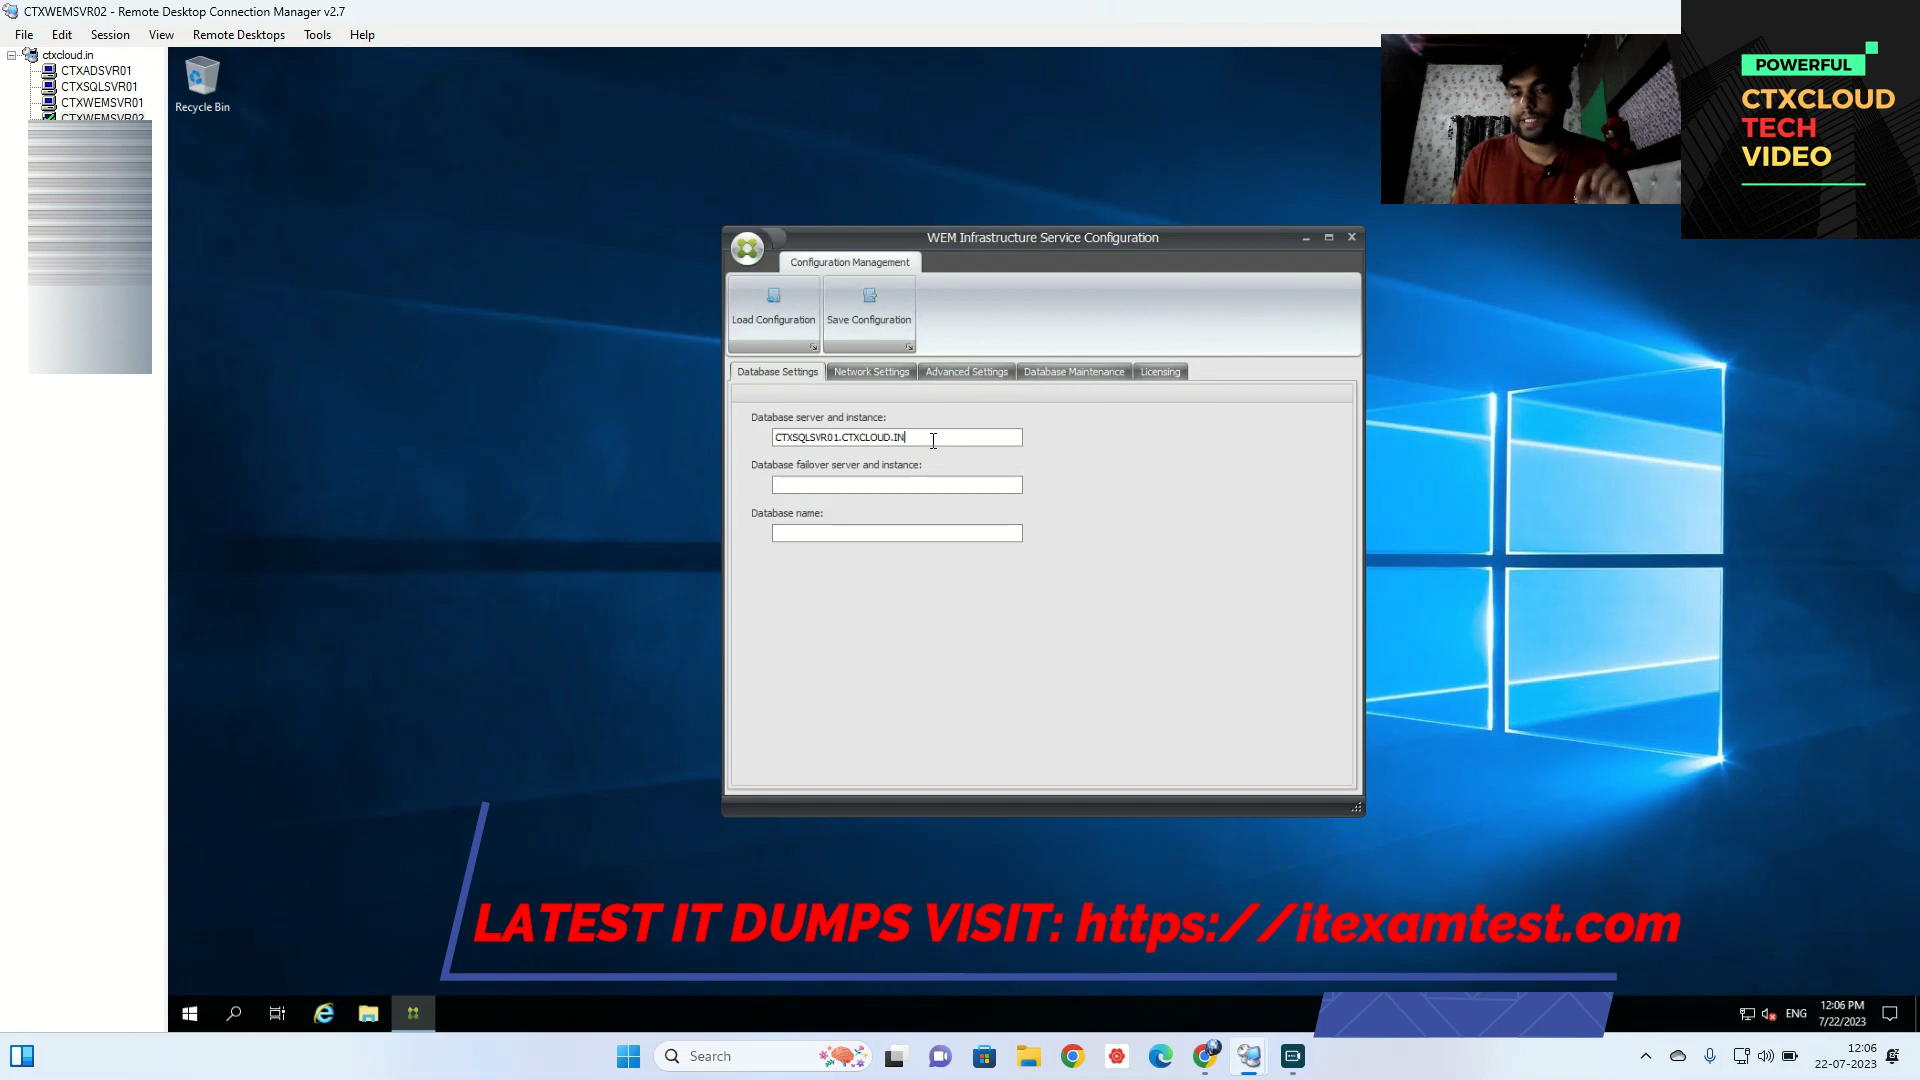 CTXWEMSVR02 - Remote Desktop Connection Manager v2.7
File Edit Session View Remote Desktops Tools Help
ctxcloud.in
CTXADSVR01
CTXSQLSVR01
CTXWEMSVR01
CTXWEMSVR02
Recycle Bin
POWERFUL
CTXCLOUD
TECH
VIDEO
WEM Infrastructure Service Configuration
Configuration Management
Load Configuration Save Configuration
Database Settings Network Settings Advanced Settings Database Maintenance Licensing
Database server and instance:
CTXSQLSVR01.CTXCLOUD.IN
Database failover server and instance:
Database name:
LATEST IT DUMPS VISIT: https://itexamtest.com
ENG
12:06 PM
7/22/2023
Search
12:06
22-07-2023